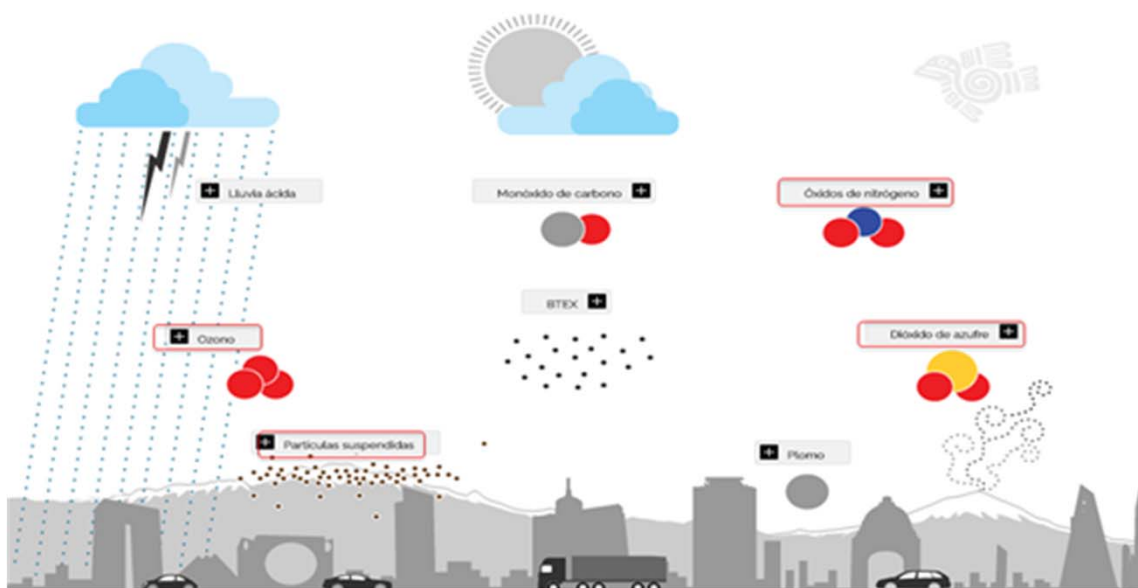 Lluvia ácida
Monóxido de carbono
Óxidos de nitrógeno
BTEX
Ozono
Dióxido de azufre
Partículas suspendidas
Plomo